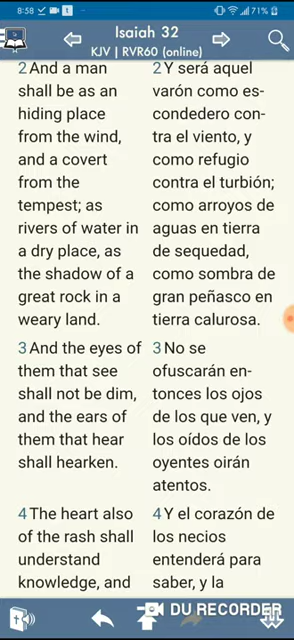 8:58
71%
Isaiah 32
KJV | RVR60 (online)
2 And a man
shall be as an
hiding place
from the wind,
and a covert
from the
tempest; as
rivers of water in
a dry place, as
the shadow of a
great rock in a
weary land.
3 And the eyes of
them that see
shall not be dim,
and the ears of
them that hear
shall hearken.
4 The heart also
of the rash shall
understand
knowledge, and
2 Y será aquel
varón como es-
condedero con-
tra el viento, y
como refugio
contra el turbión;
como arroyos de
aguas en tierra
de sequedad,
como sombra de
gran peñasco en
tierra calurosa.
3 No se
ofuscarán en-
tonces los ojos
de los que ven, y
los oídos de los
oyentes oirán
atentos.
4 Y el corazón de
los necios
entenderá para
saber, y la
DU RECORDER